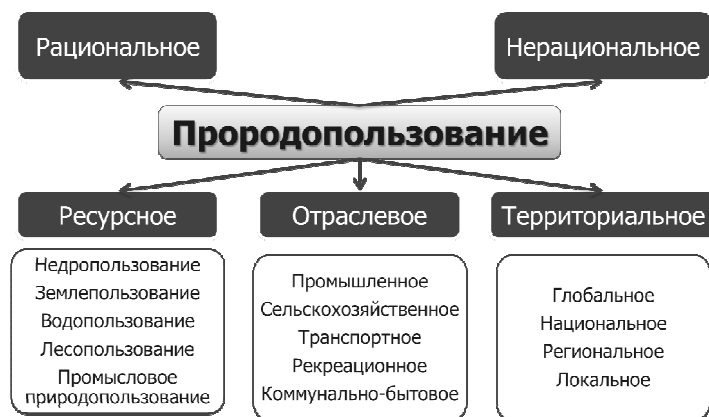 Рациональное
Нерациональное
Прородопользование
Ресурсное
Отраслевое
Территориальное
Недропользование
Землепользование
Водопользование
Лесопользование
Промысловое
природопользование
Промышленное
Сельскохозяйственное
Транспортное
Рекреационное
Коммунально-бытовое
Глобальное
Национальное
Региональное
Локальное